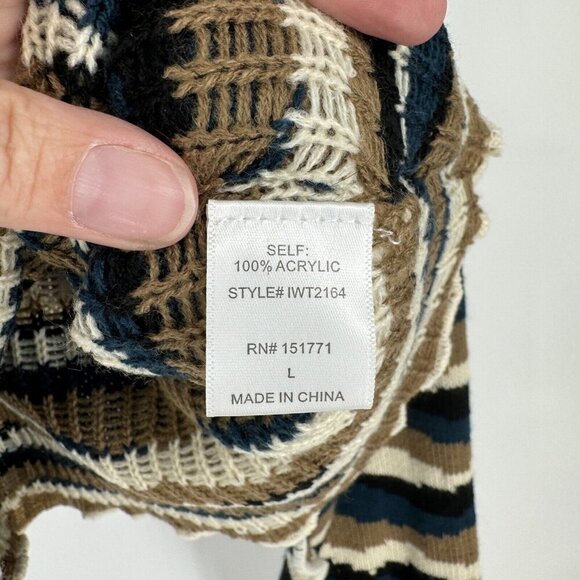 SELF:
100% ACRYLIC
STYLE# IWT2164
RN# 151771
L
MADE IN CHINA